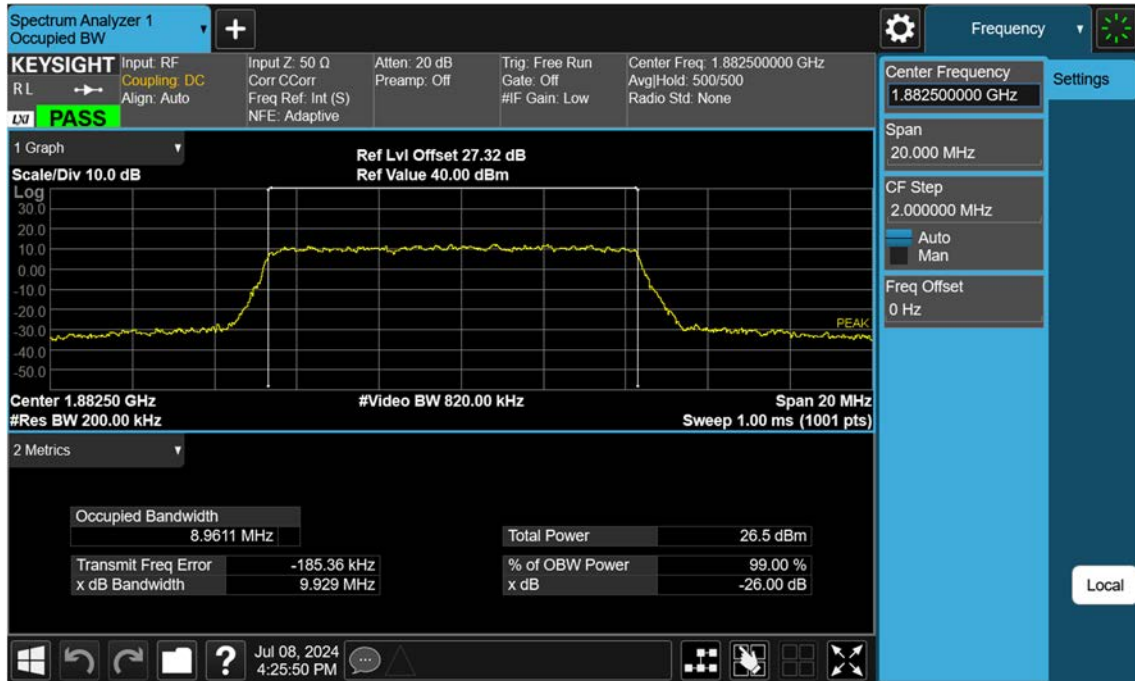 Spectrum Analyzer 1
Occupied BW
+
Frequency
KEYSIGHT
R L
LXI
PASS
Input: RF
Coupling: DC
Align: Auto
Input Z: 50 Ω
Corr CCorr
Freq Ref: Int (S)
NFE: Adaptive
Atten: 20 dB
Preamp: Off
Trig: Free Run
Gate: Off
#IF Gain: Low
Center Freq: 1.882500000 GHz
Avg|Hold: 500/500
Radio Std: None
Center Frequency
1.882500000 GHz
Settings
Span
20.000 MHz
CF Step
2.000000 MHz
Auto
Man
Freq Offset
0 Hz
Local
1 Graph
Scale/Div 10.0 dB
Ref Lvl Offset 27.32 dB
Ref Value 40.00 dBm
Log
30.0
20.0
10.0
0.00
-10.0
-20.0
-30.0
-40.0
-50.0
PEAK
Center 1.88250 GHz
#Video BW 820.00 kHz
Span 20 MHz
#Res BW 200.00 kHz
Sweep 1.00 ms (1001 pts)
2 Metrics
Occupied Bandwidth
8.9611 MHz
Total Power 26.5 dBm
Transmit Freq Error -185.36 kHz
% of OBW Power 99.00 %
x dB Bandwidth 9.929 MHz
x dB -26.00 dB
?
Jul 08, 2024
4:25:50 PM